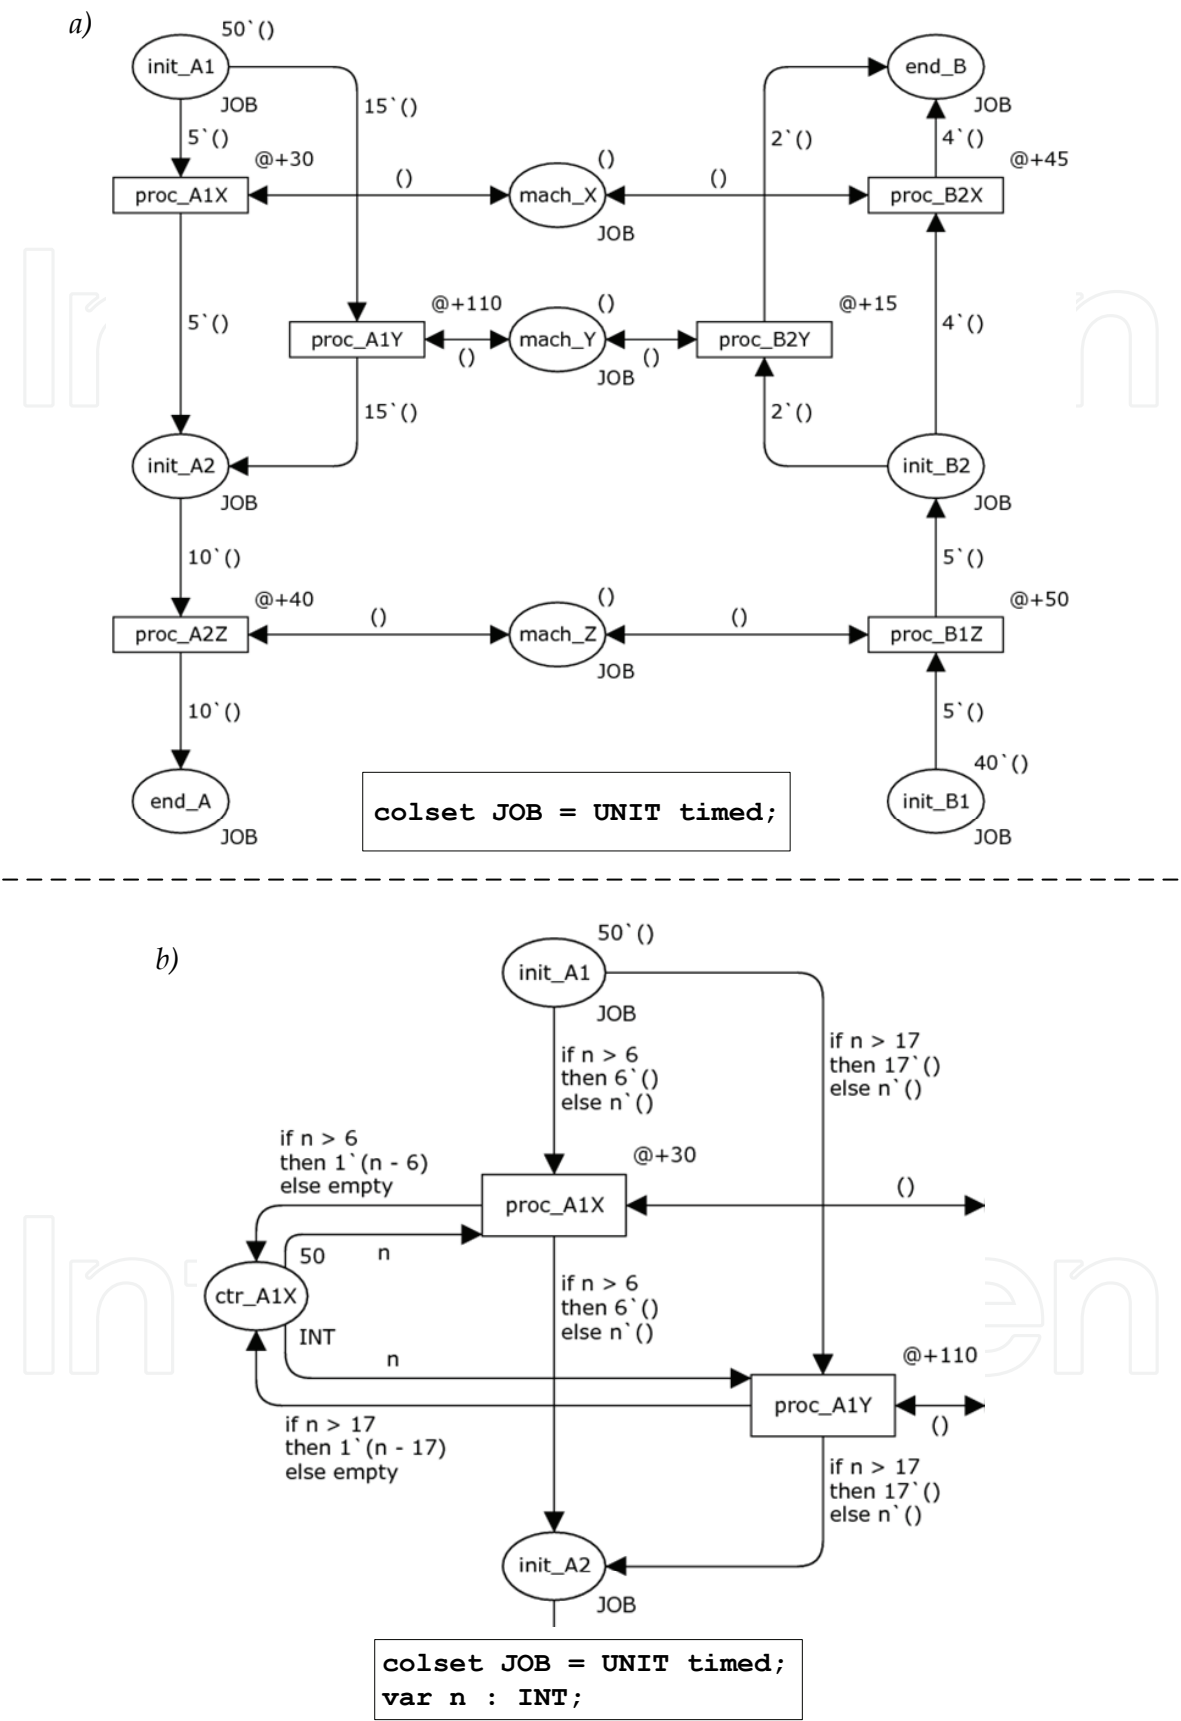 a)
50`()
init_A1
JOB
end_B
JOB
15`()
5`()
2`()
4`()
@+30
proc_A1X
()
()
mach_X
JOB
()
@+45
proc_B2X
5`()
@+110
proc_A1Y
()
()
mach_Y
JOB
()
@+15
proc_B2Y
4`()
15`()
2`()
init_A2
JOB
init_B2
JOB
10`()
5`()
@+40
proc_A2Z
()
()
mach_Z
JOB
()
@+50
proc_B1Z
10`()
5`()
end_A
JOB
colset JOB = UNIT timed;
40`()
init_B1
JOB
b)
50`()
init_A1
JOB
if n > 6
then 6`()
else n`()
if n > 17
then 17`()
else n`()
if n > 6
then 1`(n - 6)
else empty
@+30
proc_A1X
()
50
n
ctr_A1X
INT
if n > 6
then 6`()
else n`()
n
@+110
proc_A1Y
()
if n > 17
then 1`(n - 17)
else empty
if n > 17
then 17`()
else n`()
init_A2
JOB
colset JOB = UNIT timed;
var n : INT;